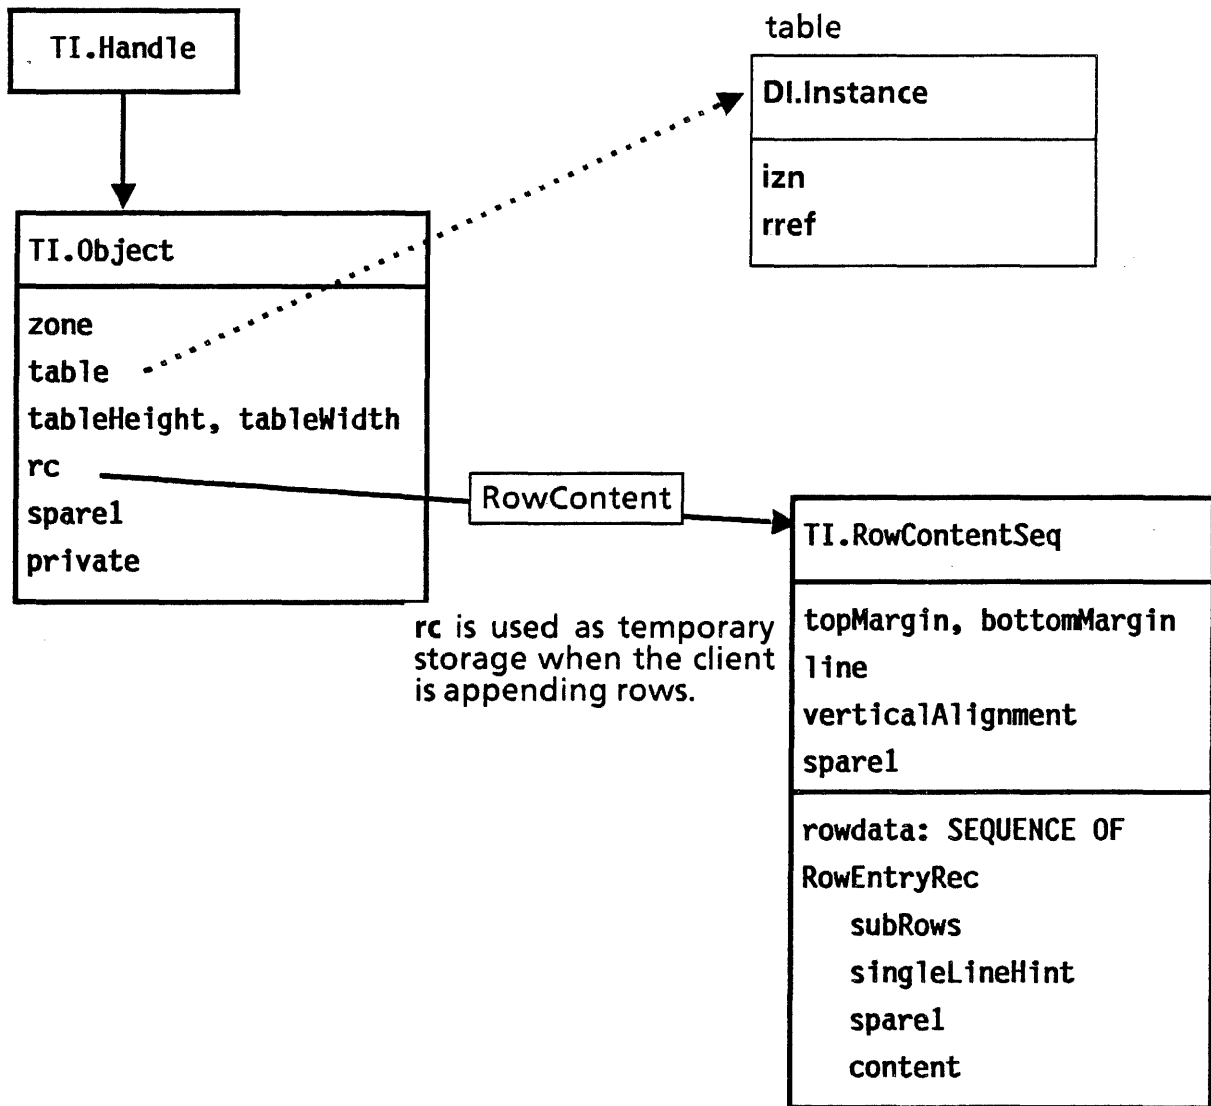 TI.Handle
table
DI.Instance
izn
rref
TI.Object
zone
table
tableHeight, tableWidth
rc
spare1
private
RowContent
rc is used as temporary
storage when the client
is appending rows.
TI.RowContentSeq
topMargin, bottomMargin
line
verticalAlignment
spare1
rowdata: SEQUENCE OF
RowEntryRec
subRows
singleLineHint
spare1
content